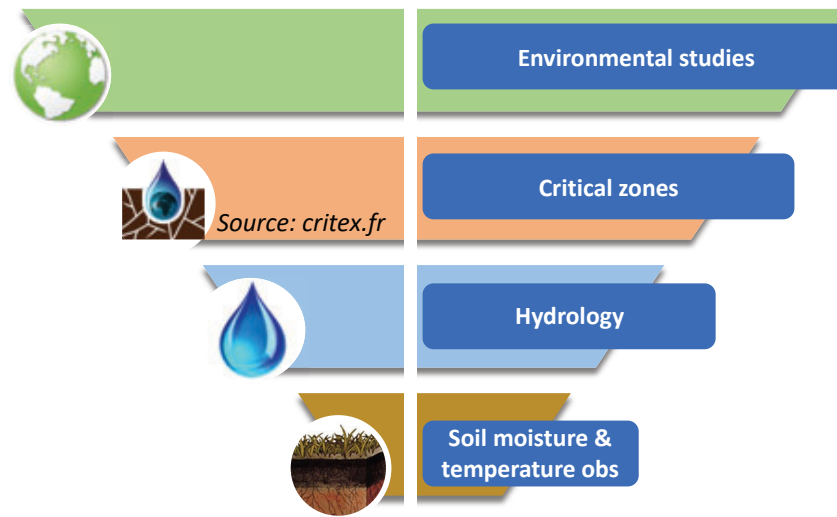 Environmental studies
Critical zones
Source: critex.fr
Hydrology
Soil moisture &
temperature obs